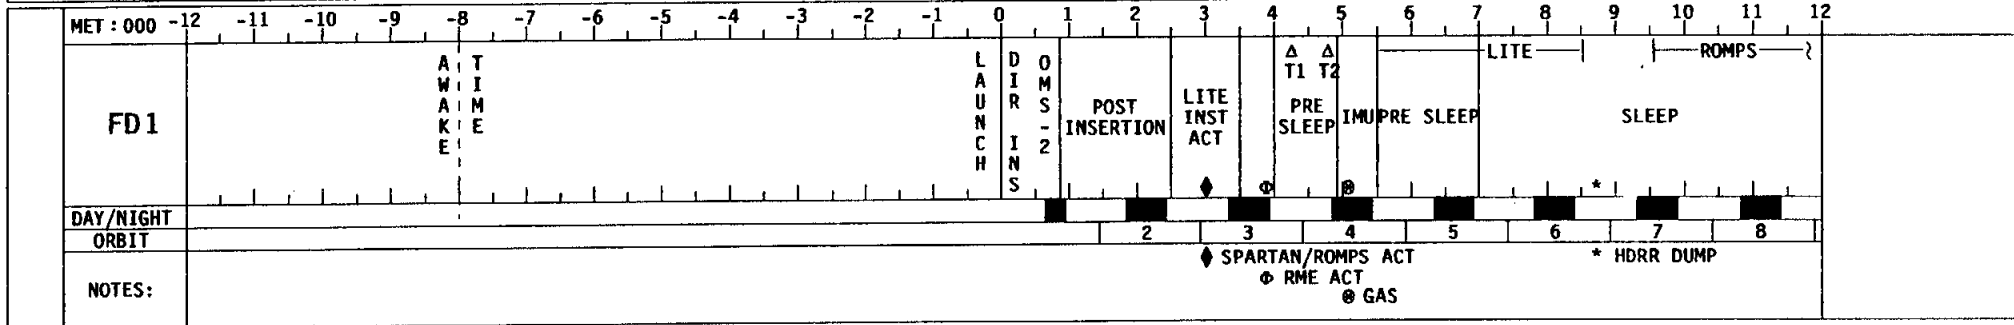 MET : 000 -12 -11 -10 -9 -8 -7 -6 -5 -4 -3 -2 -1 0 1 2 3 4 5 6 7 8 9 10 11 12
FD1
AWAKE TIME
LAUNCH
DIR INS
OMS-2
POST
INSERTION
LITE
INST
ACT
Δ Δ
T1 T2
PRE
SLEEP
IMU
PRE SLEEP
LITE
ROMPS
SLEEP
♦ Φ ⊗ *
DAY/NIGHT
ORBIT 2 3 4 5 6 7 8
NOTES:
♦ SPARTAN/ROMPS ACT
Φ RME ACT
⊗ GAS
* HDRR DUMP